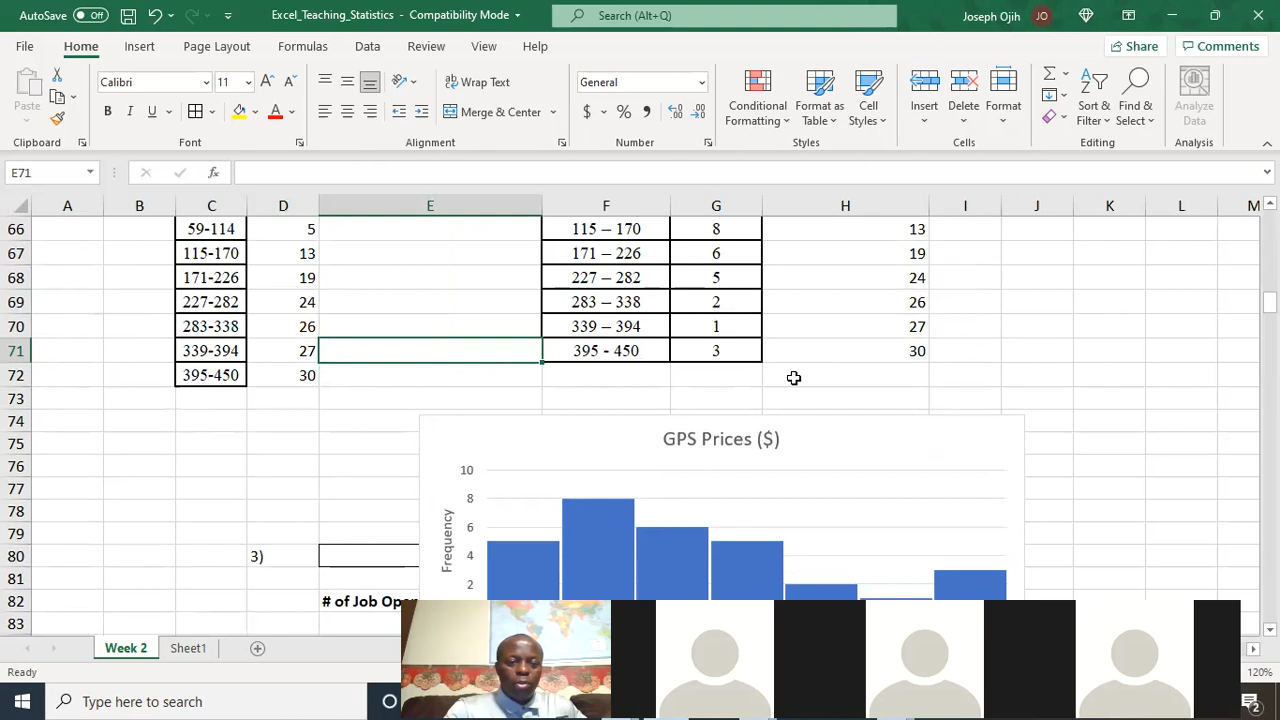 AutoSave Off Excel_Teaching_Statistics - Compatibility Mode Search (Alt+Q) Joseph Ojih JO
File Home Insert Page Layout Formulas Data Review View Help Share Comments
Paste Calibri 11 Wrap Text General Conditional Formatting Format as Table Cell Styles Insert Delete Format Sort & Filter Find & Select Analyze Data
B I U Merge & Center $ %
Clipboard Font Alignment Number Styles Cells Editing Analysis
E71 fx
A B C D E F G H I J K L M
66 59-114 5 115 – 170 8 13
67 115-170 13 171 – 226 6 19
68 171-226 19 227 – 282 5 24
69 227-282 24 283 – 338 2 26
70 283-338 26 339 – 394 1 27
71 339-394 27 395 - 450 3 30
72 395-450 30
73
74
75
76
77
78
79
80 3)
81
82 # of Job Ope
83
GPS Prices ($)
Frequency
10
8
6
4
2
Week 2 Sheet1
Ready 120%
Type here to search 2